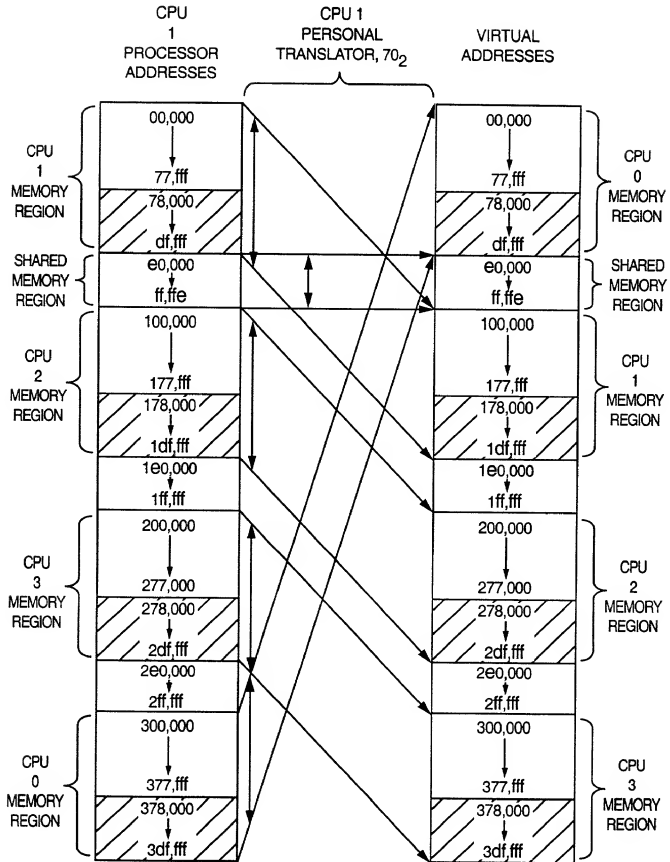 CPU
1
PROCESSOR
ADDRESSES
CPU 1
PERSONAL
TRANSLATOR, 70₂
VIRTUAL
ADDRESSES
CPU
1
MEMORY
REGION
SHARED
MEMORY
REGION
CPU
2
MEMORY
REGION
CPU
3
MEMORY
REGION
CPU
0
MEMORY
REGION
00,000
77,fff
78,000
df,fff
e0,000
ff,ffe
100,000
177,fff
178,000
1df,fff
1e0,000
1ff,fff
200,000
277,000
278,000
2df,fff
2e0,000
2ff,fff
300,000
377,fff
378,000
3df,fff
00,000
77,fff
78,000
df,fff
e0,000
ff,ffe
100,000
177,fff
178,000
1df,fff
1e0,000
1ff,fff
200,000
277,000
278,000
2df,fff
2e0,000
2ff,fff
300,000
377,fff
378,000
3df,fff
CPU
0
MEMORY
REGION
SHARED
MEMORY
REGION
CPU
1
MEMORY
REGION
CPU
2
MEMORY
REGION
CPU
3
MEMORY
REGION